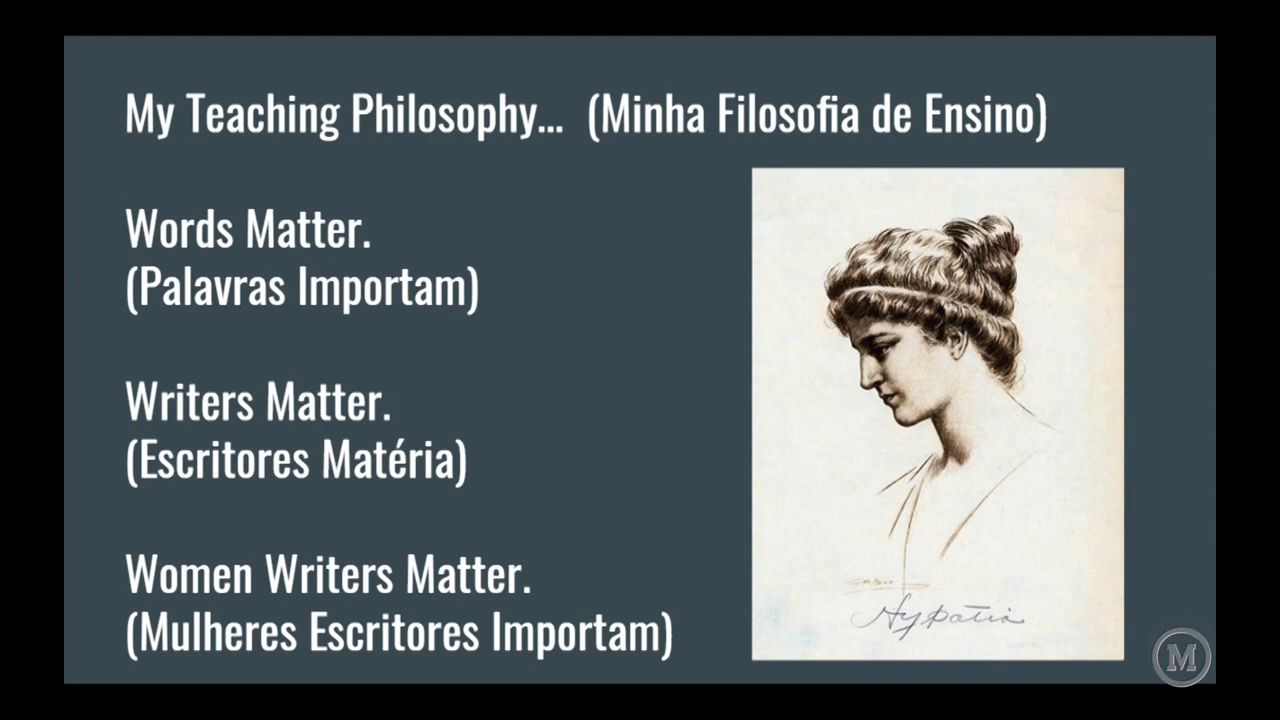 My Teaching Philosophy... (Minha Filosofia de Ensino)
Words Matter.
(Palavras Importam)
Writers Matter.
(Escritores Matéria)
Women Writers Matter.
(Mulheres Escritores Importam)
Hypatia
M